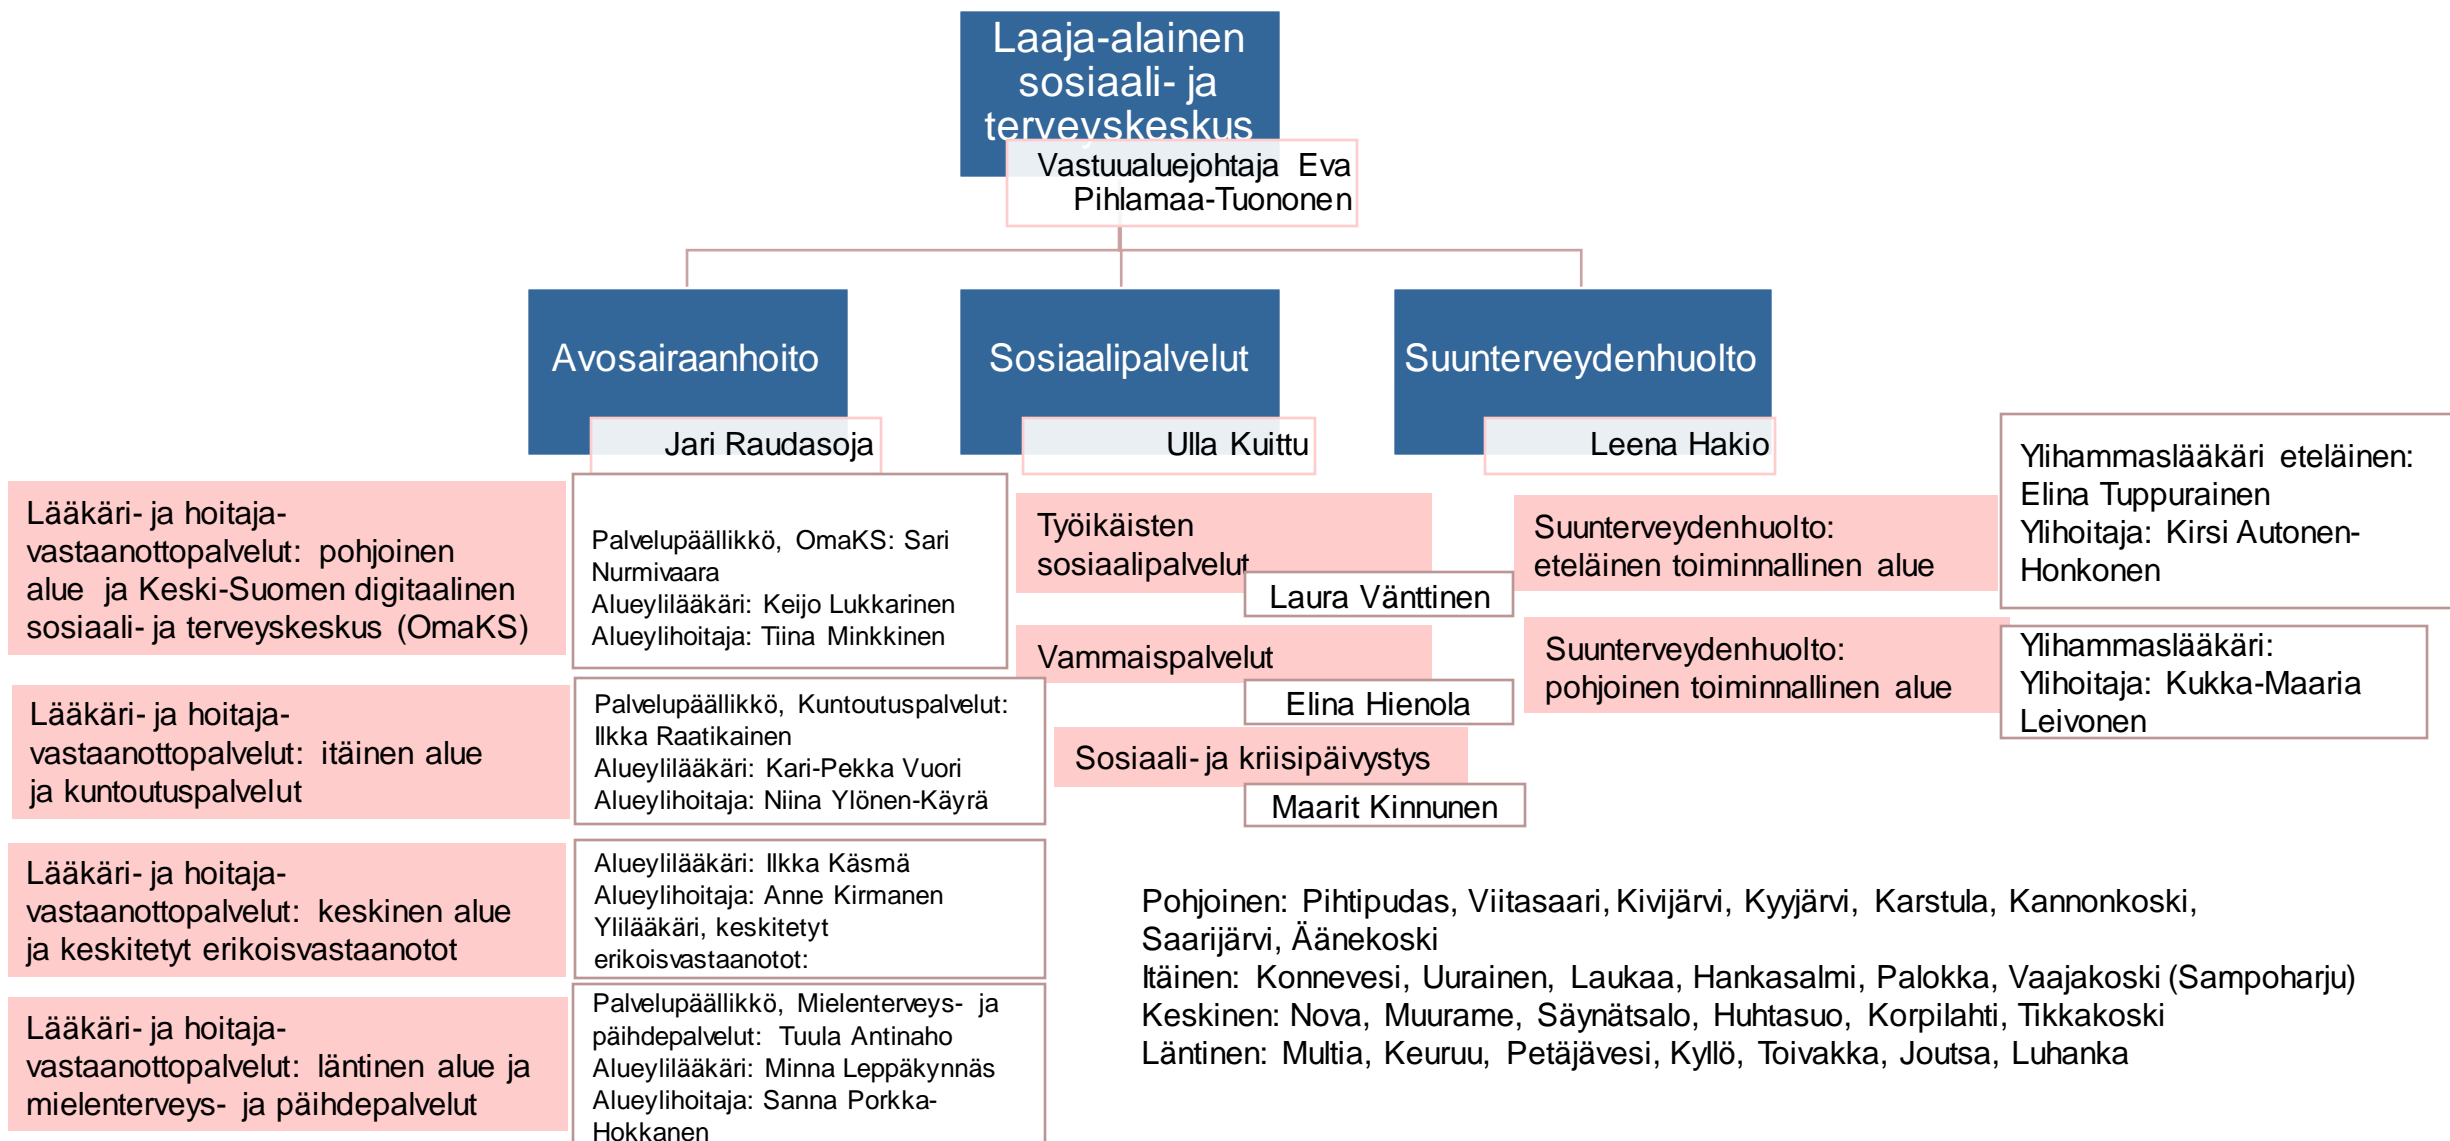 Laaja-alainen
sosiaali- ja
terveyskeskus
Vastuualuejohtaja Eva
Pihlamaa-Tuononen
Avosairaanhoito
Jari Raudasoja
Sosiaalipalvelut
Ulla Kuittu
Suunterveydenhuolto
Leena Hakio
Lääkäri- ja hoitaja-
vastaanottopalvelut: pohjoinen
alue ja Keski-Suomen digitaalinen
sosiaali- ja terveyskeskus (OmaKS)
Palvelupäällikkö, OmaKS: Sari
Nurmivaara
Alueylilääkäri: Keijo Lukkarinen
Alueylihoitaja: Tiina Minkkinen
Lääkäri- ja hoitaja-
vastaanottopalvelut: itäinen alue
ja kuntoutuspalvelut
Palvelupäällikkö, Kuntoutuspalvelut:
Ilkka Raatikainen
Alueylilääkäri: Kari-Pekka Vuori
Alueylihoitaja: Niina Ylönen-Käyrä
Lääkäri- ja hoitaja-
vastaanottopalvelut: keskinen alue
ja keskitetyt erikoisvastaanotot
Alueylilääkäri: Ilkka Käsmä
Alueylihoitaja: Anne Kirmanen
Ylilääkäri, keskitetyt
erikoisvastaanotot:
Lääkäri- ja hoitaja-
vastaanottopalvelut: läntinen alue ja
mielenterveys- ja päihdepalvelut
Palvelupäällikkö, Mielenterveys- ja
päihdepalvelut: Tuula Antinaho
Alueylilääkäri: Minna Leppäkynnäs
Alueylihoitaja: Sanna Porkka-
Hokkanen
Työikäisten
sosiaalipalvelut
Laura Vänttinen
Vammaispalvelut
Elina Hienola
Sosiaali- ja kriisipäivystys
Maarit Kinnunen
Suunterveydenhuolto:
eteläinen toiminnallinen alue
Ylihammaslääkäri eteläinen:
Elina Tuppurainen
Ylihoitaja: Kirsi Autonen-
Honkonen
Suunterveydenhuolto:
pohjoinen toiminnallinen alue
Ylihammaslääkäri:
Ylihoitaja: Kukka-Maaria
Leivonen
Pohjoinen: Pihtipudas, Viitasaari, Kivijärvi, Kyyjärvi, Karstula, Kannonkoski,
Saarijärvi, Äänekoski
Itäinen: Konnevesi, Uurainen, Laukaa, Hankasalmi, Palokka, Vaajakoski (Sampoharju)
Keskinen: Nova, Muurame, Säynätsalo, Huhtasuo, Korpilahti, Tikkakoski
Läntinen: Multia, Keuruu, Petäjävesi, Kyllö, Toivakka, Joutsa, Luhanka